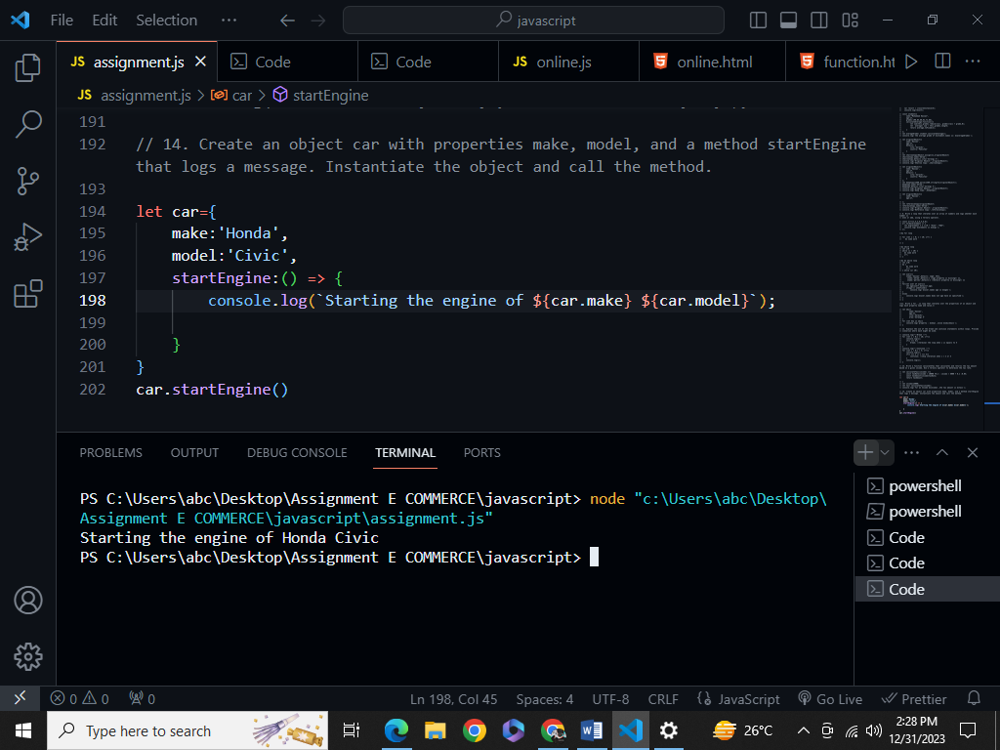 File Edit Selection ··· javascript
JS assignment.js Code Code JS online.js online.html function.ht
JS assignment.js > car > startEngine
191
192 // 14. Create an object car with properties make, model, and a method startEngine
that logs a message. Instantiate the object and call the method.
193
194 let car={
195 make:'Honda',
196 model:'Civic',
197 startEngine:() => {
198 console.log(`Starting the engine of ${car.make} ${car.model}`);
199
200 }
201 }
202 car.startEngine()
PROBLEMS OUTPUT DEBUG CONSOLE TERMINAL PORTS
PS C:\Users\abc\Desktop\Assignment E COMMERCE\javascript> node "c:\Users\abc\Desktop\
Assignment E COMMERCE\javascript\assignment.js"
Starting the engine of Honda Civic
PS C:\Users\abc\Desktop\Assignment E COMMERCE\javascript>
powershell
powershell
Code
Code
Code
0 0 0 Ln 198, Col 45 Spaces: 4 UTF-8 CRLF JavaScript Go Live Prettier
Type here to search 26°C 2:28 PM
12/31/2023